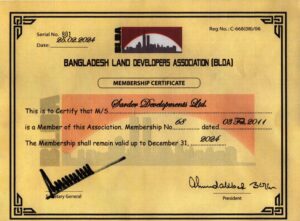 Serial No. 801
Reg No.: C-668(38)/06
Date: 25.02.2024
BLDA
BANGLADESH LAND DEVELOPERS ASSOCIATION (BLDA)
MEMBERSHIP CERTIFICATE
This is to Certify that M/S. Sarder Developments Ltd.
is a Member of this Association, Membership No. 68 dated 03 Feb 2011
The Membership shall remain valid up to December 31, 2024
Secretary General
President